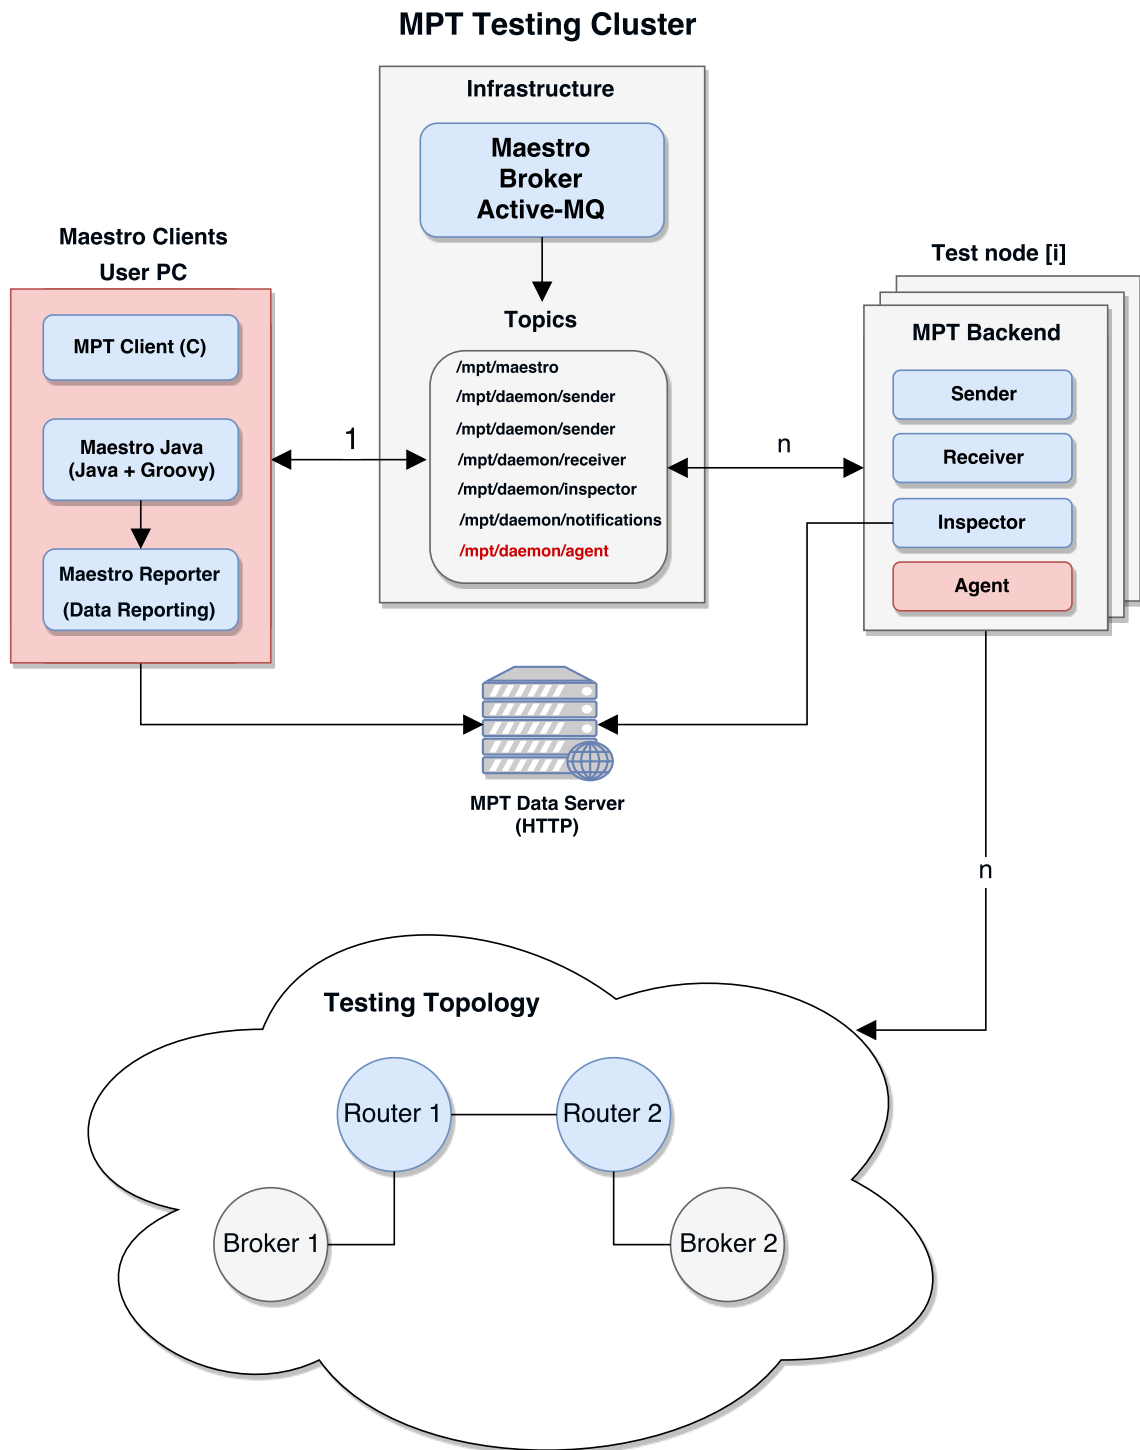 MPT Testing Cluster
Infrastructure
Maestro
Broker
Active-MQ
Topics
/mpt/maestro
/mpt/daemon/sender
/mpt/daemon/sender
/mpt/daemon/receiver
/mpt/daemon/inspector
/mpt/daemon/notifications
/mpt/daemon/agent
Maestro Clients
User PC
MPT Client (C)
Maestro Java
(Java + Groovy)
Maestro Reporter
(Data Reporting)
1
n
Test node [i]
MPT Backend
Sender
Receiver
Inspector
Agent
MPT Data Server
(HTTP)
n
Testing Topology
Router 1
Router 2
Broker 1
Broker 2